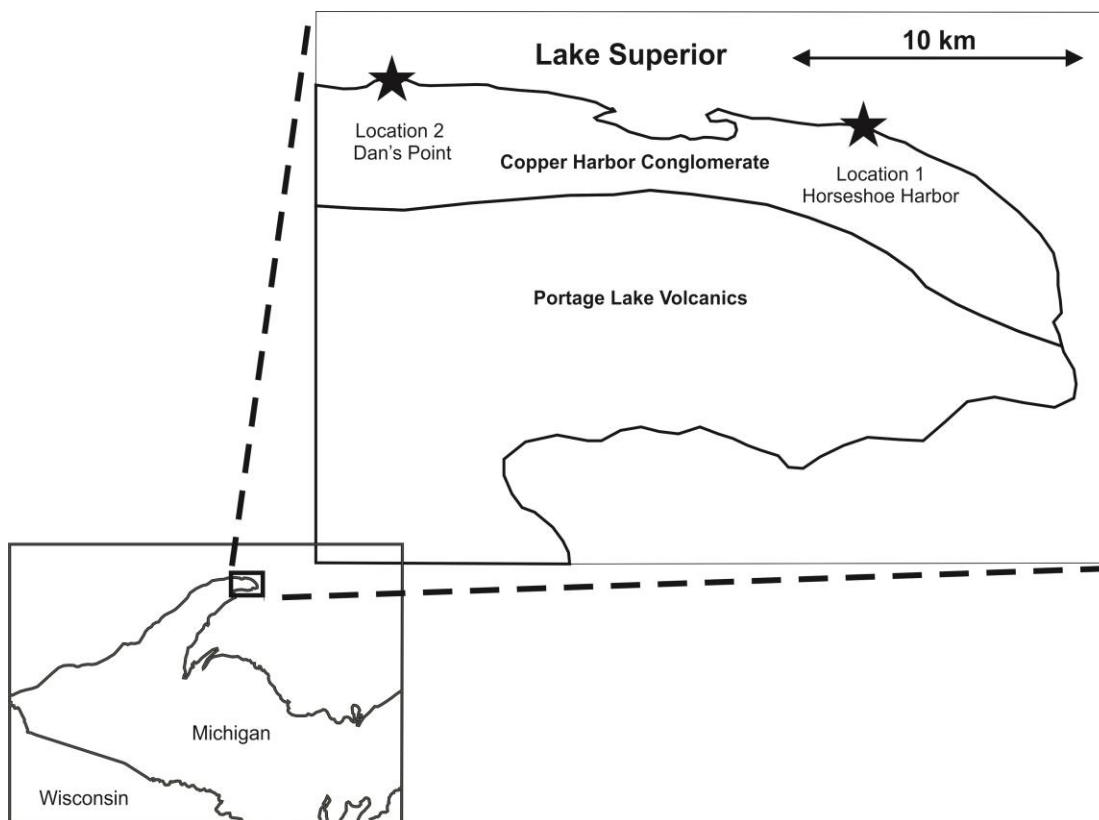 10 km
Lake Superior
Location 2
Dan's Point
Copper Harbor Conglomerate
Location 1
Horseshoe Harbor
Portage Lake Volcanics
Michigan
Wisconsin